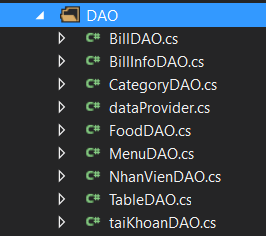 DAO
C# BillDAO.cs
C# BillInfoDAO.cs
C# CategoryDAO.cs
C# dataProvider.cs
C# FoodDAO.cs
C# MenuDAO.cs
C# NhanVienDAO.cs
C# TableDAO.cs
C# taiKhoanDAO.cs